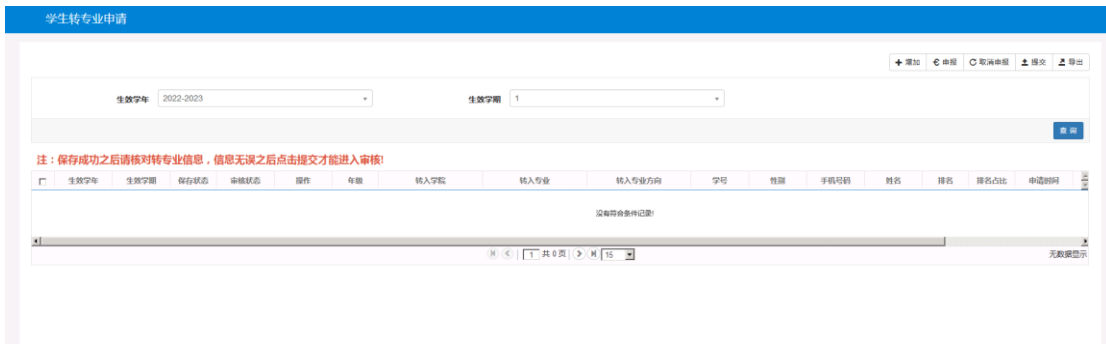 学生转专业申请
增加 申报 取消申报 提交 导出
生效学年 2022-2023 生效学期 1
查 询
注：保存成功之后请核对转专业信息，信息无误之后点击提交才能进入审核!
生效学年 生效学期 保存状态 审核状态 操作 年级 转入学院 转入专业 转入专业方向 学号 性别 手机号码 姓名 排名 排名占比 申请时间
没有符合条件记录!
1 共 0 页 15 无数据显示